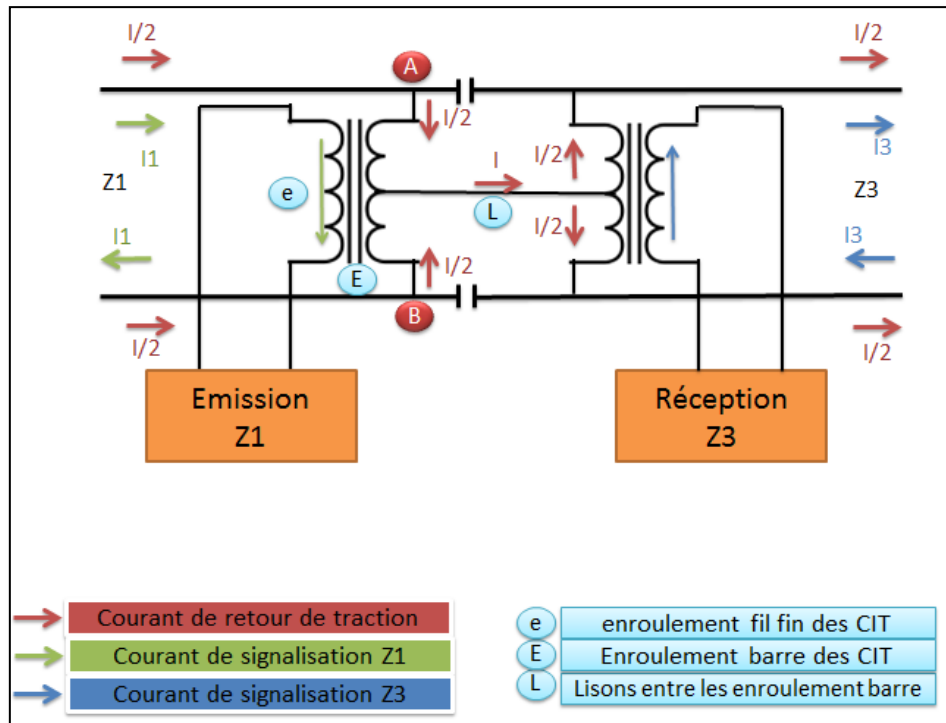 I/2
I/2
A
I/2
I1
Z1
e
I
I/2
L
I/2
I3
Z3
I1
E
I/2
I3
B
I/2
I/2
Emission
Z1
Réception
Z3
Courant de retour de traction
Courant de signalisation Z1
Courant de signalisation Z3
e enroulement fil fin des CIT
E Enroulement barre des CIT
L Lisons entre les enroulement barre